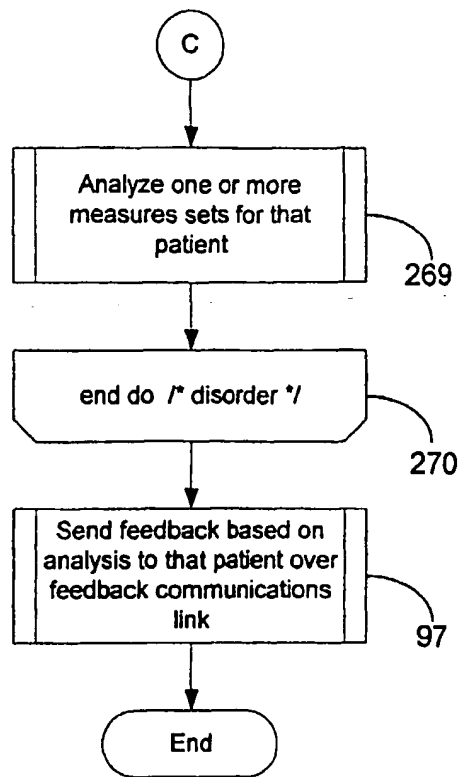 C
Analyze one or more
measures sets for that
patient
269
end do /* disorder */
270
Send feedback based on
analysis to that patient over
feedback communications
link
97
End